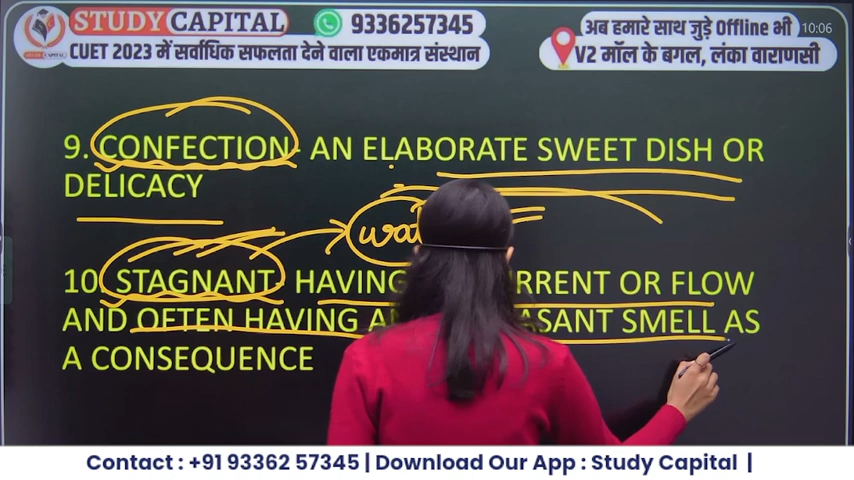 STUDY CAPITAL
9336257345
CUET 2023 में सर्वाधिक सफलता देने वाला एकमात्र संस्थान
अब हमारे साथ जुड़े Offline भी
10:06
V2 मॉल के बगल, लंका वाराणसी
9. CONFECTION- AN ELABORATE SWEET DISH OR
DELICACY
10. STAGNANT- HAVING OR FLOW
AND OFTEN HAVING SMELL AS
A CONSEQUENCE
Contact : +91 93362 57345 | Download Our App : Study Capital |